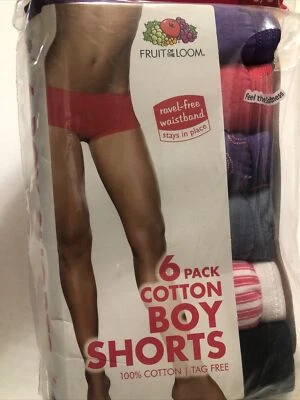 FRUIT OF THE LOOM®
ravel-free
waistband
stays in place
feel the
6 PACK
COTTON
BOY
SHORTS
100% COTTON | TAG FREE